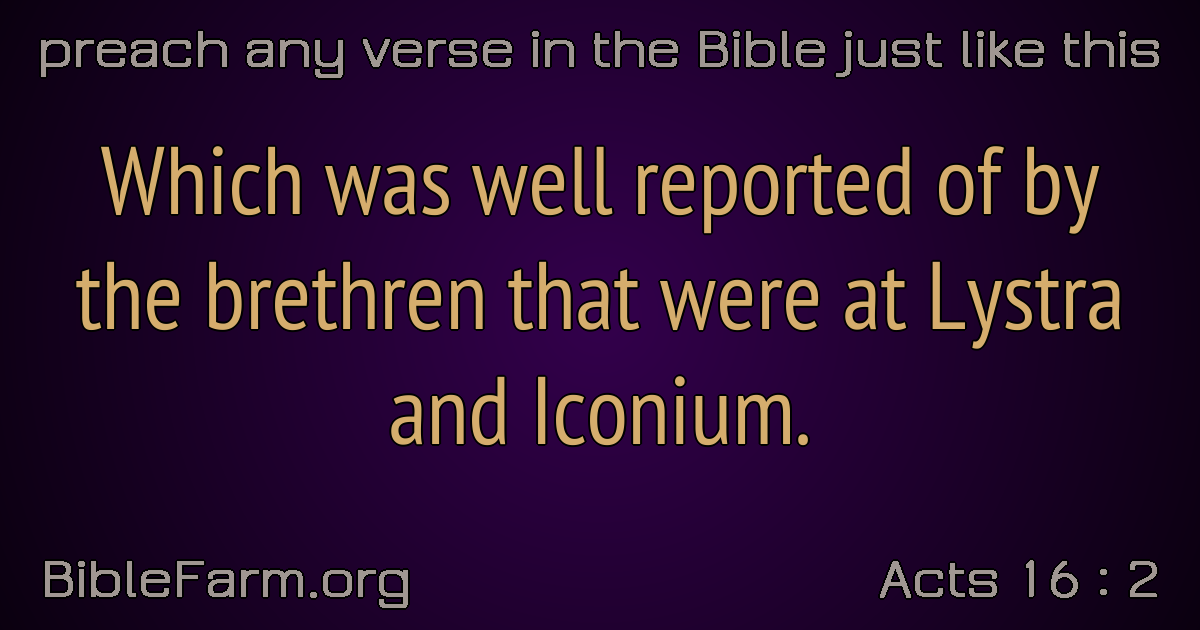 preach any verse in the Bible just like this
Which was well reported of by
the brethren that were at Lystra
and Iconium.
BibleFarm.org
Acts 16 : 2